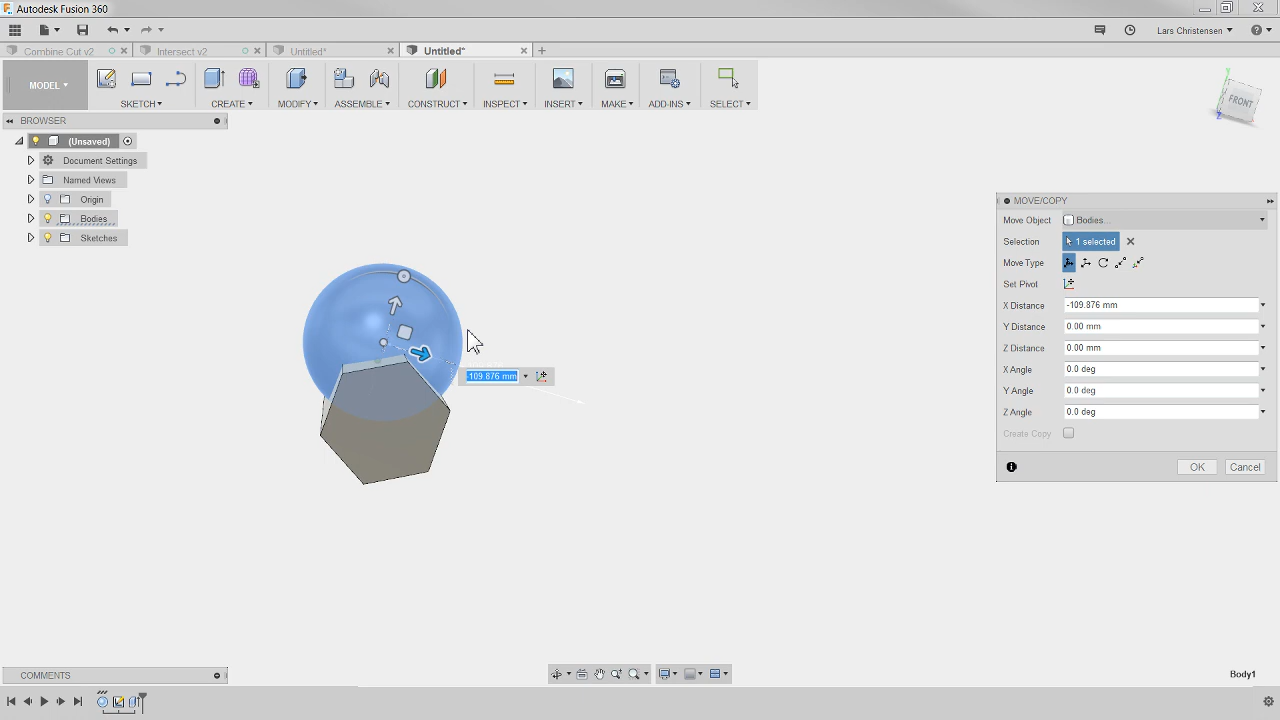 Autodesk Fusion 360
Lars Christensen
Combine Cut v2
Intersect v2
Untitled*
Untitled*
MODEL
SKETCH
CREATE
MODIFY
ASSEMBLE
CONSTRUCT
INSPECT
INSERT
MAKE
ADD-INS
SELECT
FRONT
Y
Z
BROWSER
(Unsaved)
Document Settings
Named Views
Origin
Bodies
Sketches
-109.876 mm
MOVE/COPY
Move Object Bodies...
Selection 1 selected
Move Type
Set Pivot
X Distance -109.876 mm
Y Distance 0.00 mm
Z Distance 0.00 mm
X Angle 0.0 deg
Y Angle 0.0 deg
Z Angle 0.0 deg
Create Copy
OK Cancel
COMMENTS
Body1